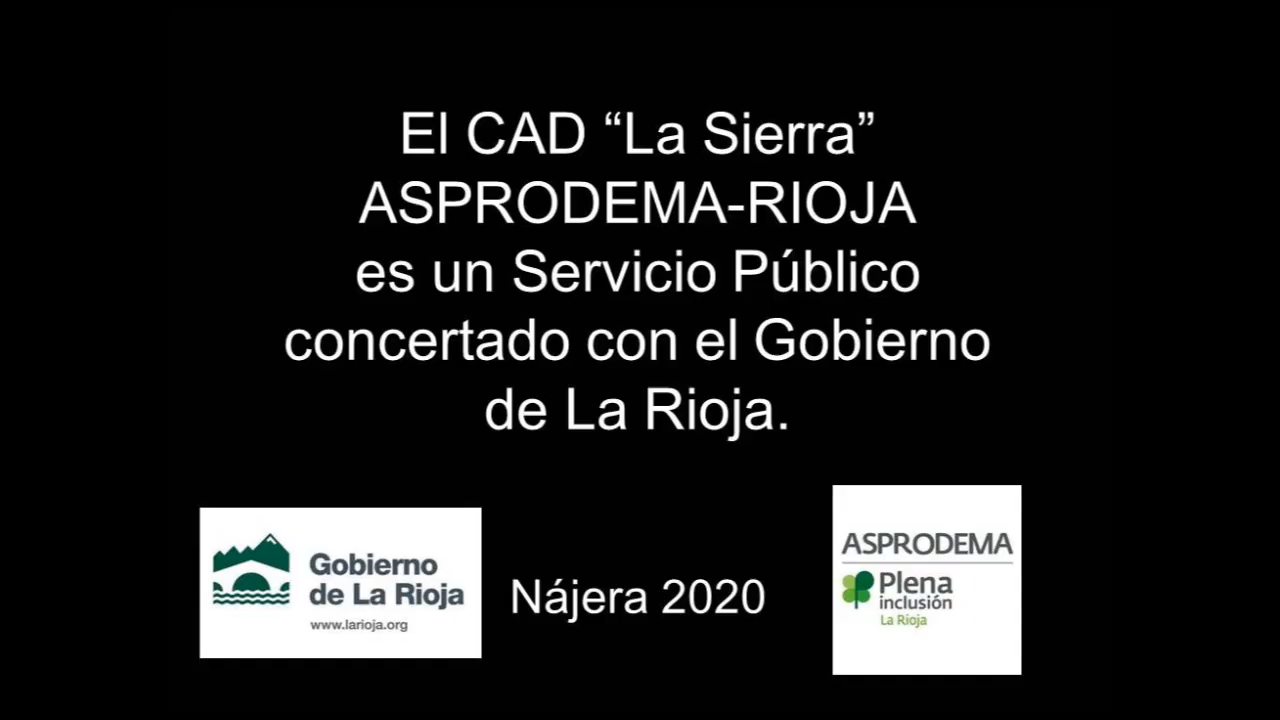 El CAD “La Sierra”
ASPRODEMA-RIOJA
es un Servicio Público
concertado con el Gobierno
de La Rioja.
Gobierno
de La Rioja
www.larioja.org
Nájera 2020
ASPRODEMA
Plena
inclusión
La Rioja